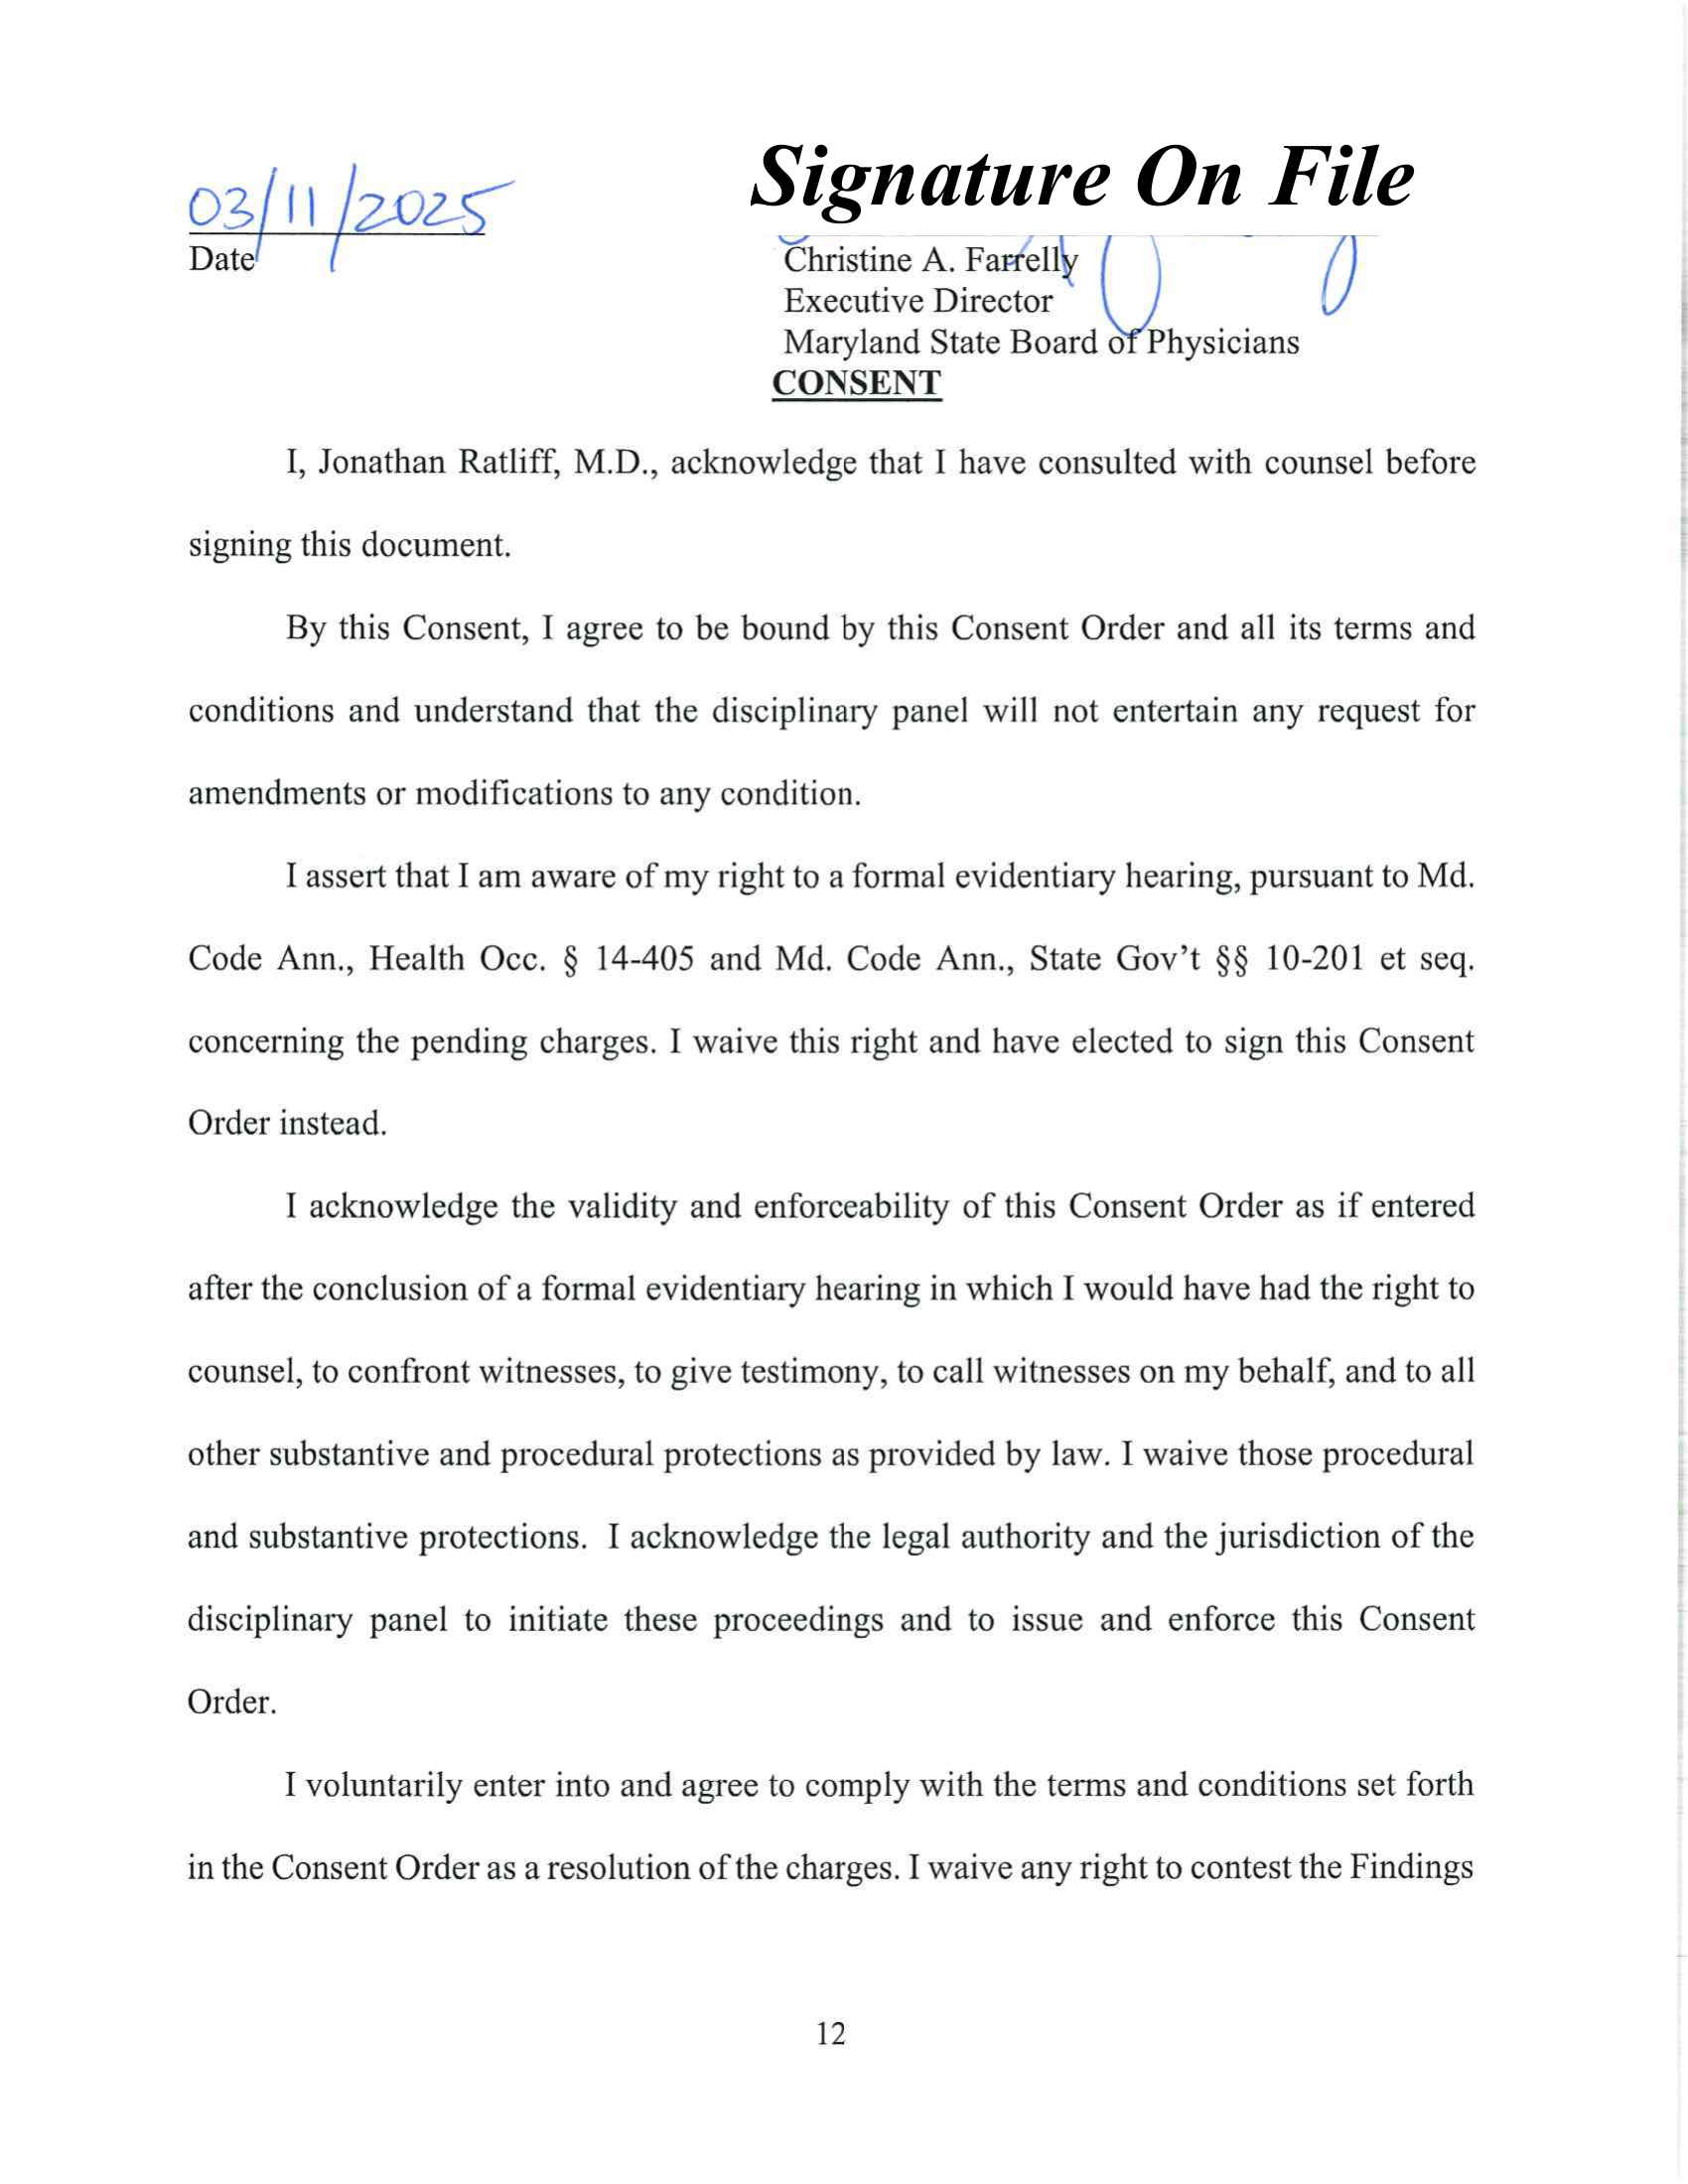 03/11/2025
Signature On File
Date
Christine A. Farrelly
Executive Director
Maryland State Board of Physicians
CONSENT
I, Jonathan Ratliff, M.D., acknowledge that I have consulted with counsel before
signing this document.
By this Consent, I agree to be bound by this Consent Order and all its terms and
conditions and understand that the disciplinary panel will not entertain any request for
amendments or modifications to any condition.
I assert that I am aware of my right to a formal evidentiary hearing, pursuant to Md.
Code Ann., Health Occ. § 14-405 and Md. Code Ann., State Gov't §§ 10-201 et seq.
concerning the pending charges. I waive this right and have elected to sign this Consent
Order instead.
I acknowledge the validity and enforceability of this Consent Order as if entered
after the conclusion of a formal evidentiary hearing in which I would have had the right to
counsel, to confront witnesses, to give testimony, to call witnesses on my behalf, and to all
other substantive and procedural protections as provided by law. I waive those procedural
and substantive protections.  I acknowledge the legal authority and the jurisdiction of the
disciplinary panel to initiate these proceedings and to issue and enforce this Consent
Order.
I voluntarily enter into and agree to comply with the terms and conditions set forth
in the Consent Order as a resolution of the charges. I waive any right to contest the Findings
12